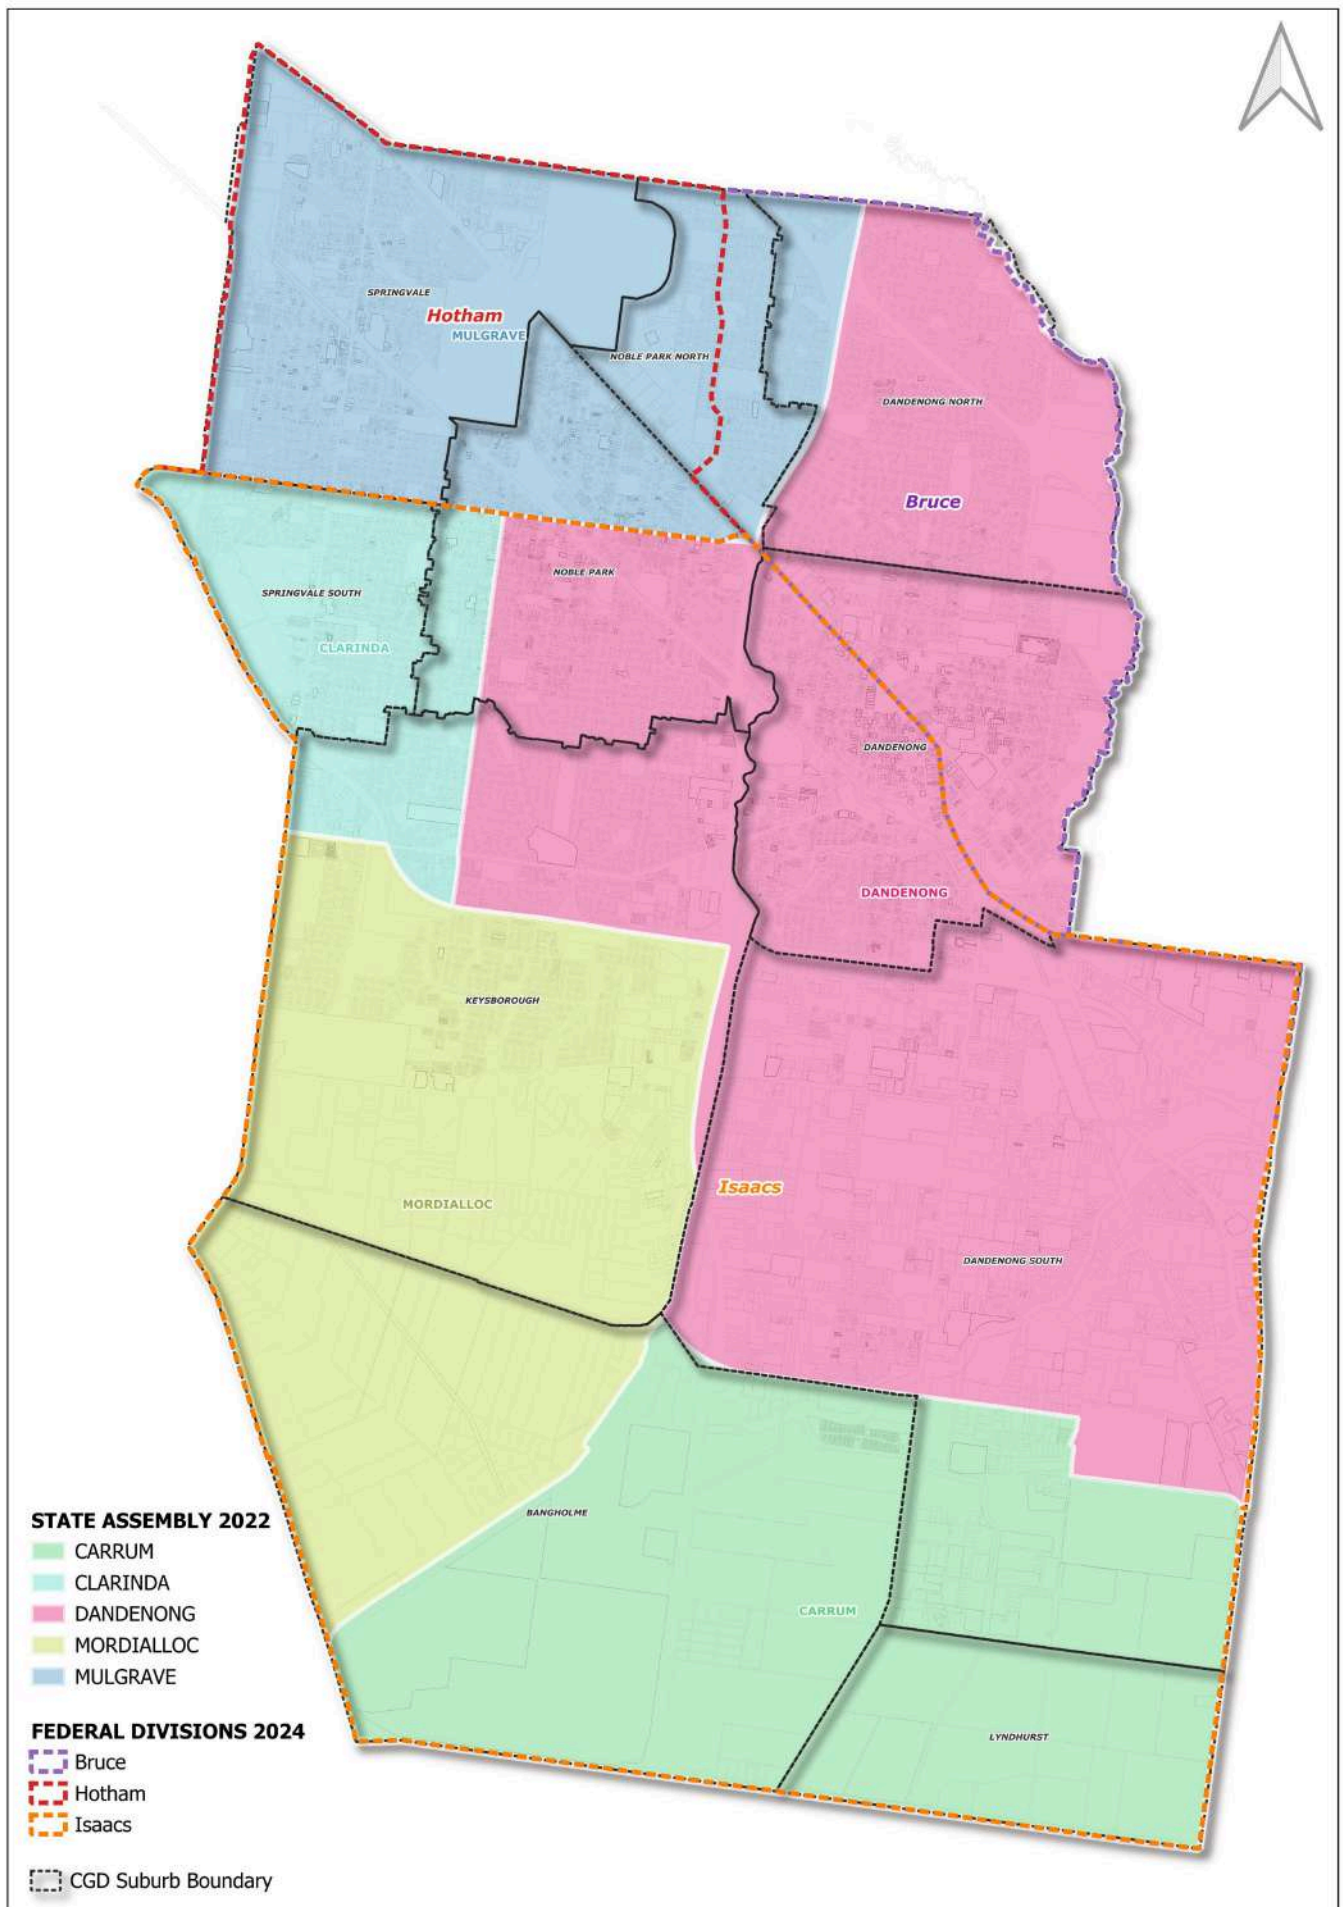 SPRINGVALE
Hotham
MULGRAVE
NOBLE PARK NORTH
DANDENONG NORTH
Bruce
NOBLE PARK
SPRINGVALE SOUTH
CLARINDA
DANDENONG
DANDENONG
KEYSBOROUGH
Isaacs
MORDIALLOC
DANDENONG SOUTH
BANGHOLME
CARRUM
LYNDHURST
STATE ASSEMBLY 2022
CARRUM
CLARINDA
DANDENONG
MORDIALLOC
MULGRAVE
FEDERAL DIVISIONS 2024
Bruce
Hotham
Isaacs
CGD Suburb Boundary